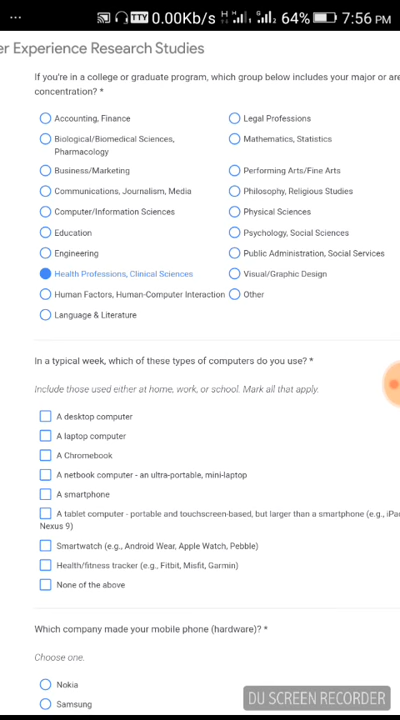 ... TTY 0.00Kb/s H G 2 64% 7:56 PM
er Experience Research Studies
If you're in a college or graduate program, which group below includes your major or are
concentration? *
Accounting, Finance
Legal Professions
Biological/Biomedical Sciences,
Pharmacology
Mathematics, Statistics
Business/Marketing
Performing Arts/Fine Arts
Communications, Journalism, Media
Philosophy, Religious Studies
Computer/Information Sciences
Physical Sciences
Education
Psychology, Social Sciences
Engineering
Public Administration, Social Services
Health Professions, Clinical Sciences
Visual/Graphic Design
Human Factors, Human-Computer Interaction
Other
Language & Literature
In a typical week, which of these types of computers do you use? *
Include those used either at home, work, or school. Mark all that apply.
A desktop computer
A laptop computer
A Chromebook
A netbook computer - an ultra-portable, mini-laptop
A smartphone
A tablet computer - portable and touchscreen-based, but larger than a smartphone (e.g., iPa
Nexus 9)
Smartwatch (e.g., Android Wear, Apple Watch, Pebble)
Health/fitness tracker (e.g., Fitbit, Misfit, Garmin)
None of the above
Which company made your mobile phone (hardware)? *
Choose one.
Nokia
Samsung
DU SCREEN RECORDER